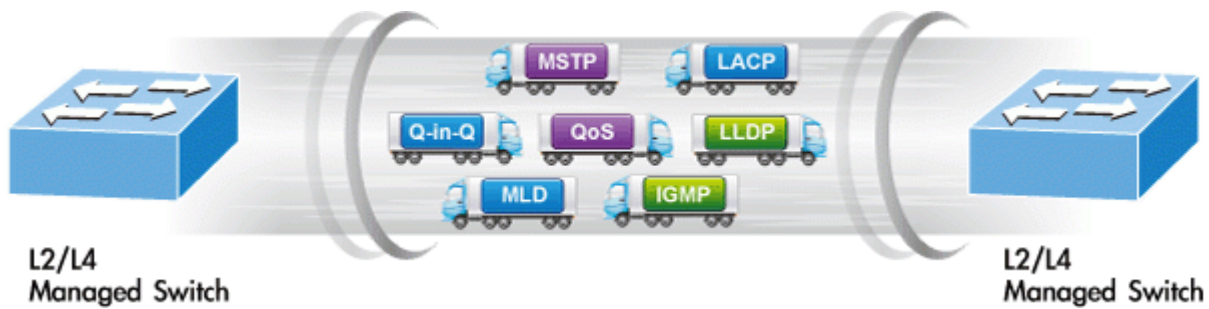 MSTP
LACP
Q-in-Q
QoS
LLDP
MLD
IGMP
L2/L4
Managed Switch
L2/L4
Managed Switch